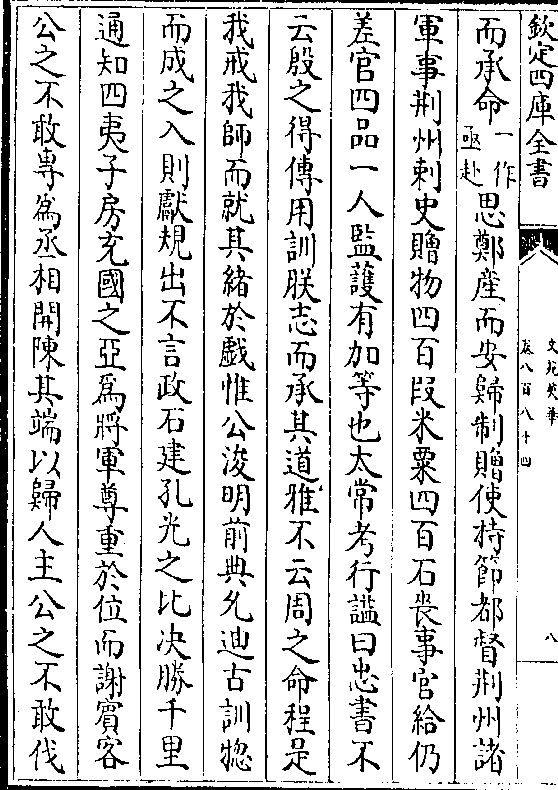 欽定四庫全書
文苑英華
卷八百八十四
八
而承命一作亟赴思鄭産而安歸制贈使持節都督荆州諸
軍事荆州刺史贈物四百段米粟四百石喪事官給仍
差官四品一人監護有加等也太常考行謚曰忠書不
云殷之得傅用訓朕志而承其道雅不云周之命程是
我戒我師而就其緒於戲惟公浚明前典允廸古訓惣
而成之入則獻規出不言政石建孔光之比决勝千里
通知四夷子房充國之亞為將軍尊重於位而謝賓客
公之不敢專為丞相開陳其端以歸人主公之不敢伐